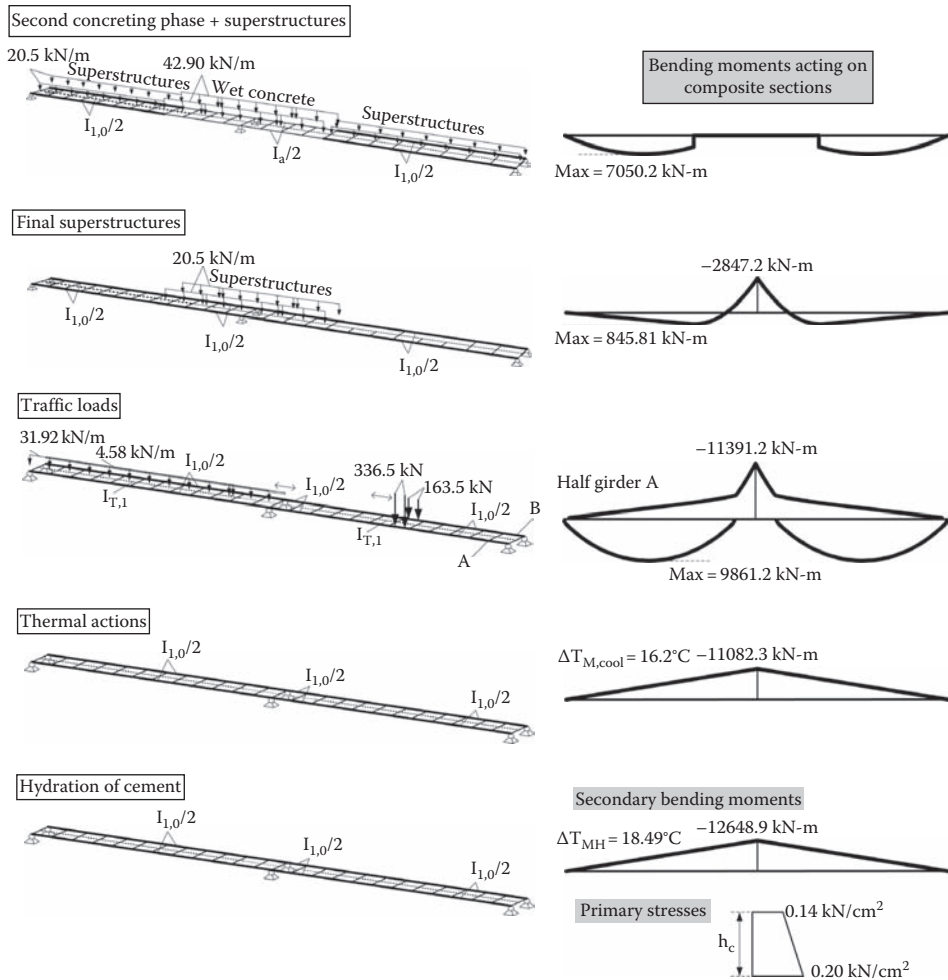 Second concreting phase + superstructures
20.5 kN/m
Superstructures
42.90 kN/m
Wet concrete
Superstructures
I1,0/2
Ia/2
I1,0/2
Bending moments acting on
composite sections
Max = 7050.2 kN-m
Final superstructures
20.5 kN/m
Superstructures
I1,0/2
I1,0/2
I1,0/2
−2847.2 kN-m
Max = 845.81 kN-m
Traffic loads
31.92 kN/m
4.58 kN/m
I1,0/2
I1,0/2
336.5 kN
163.5 kN
I1,0/2
B
IT,1
IT,1
A
−11391.2 kN-m
Half girder A
Max = 9861.2 kN-m
Thermal actions
I1,0/2
I1,0/2
I1,0/2
ΔTM,cool = 16.2°C
−11082.3 kN-m
Hydration of cement
I1,0/2
I1,0/2
I1,0/2
Secondary bending moments
ΔTMH = 18.49°C
−12648.9 kN-m
Primary stresses
hc
0.14 kN/cm²
0.20 kN/cm²